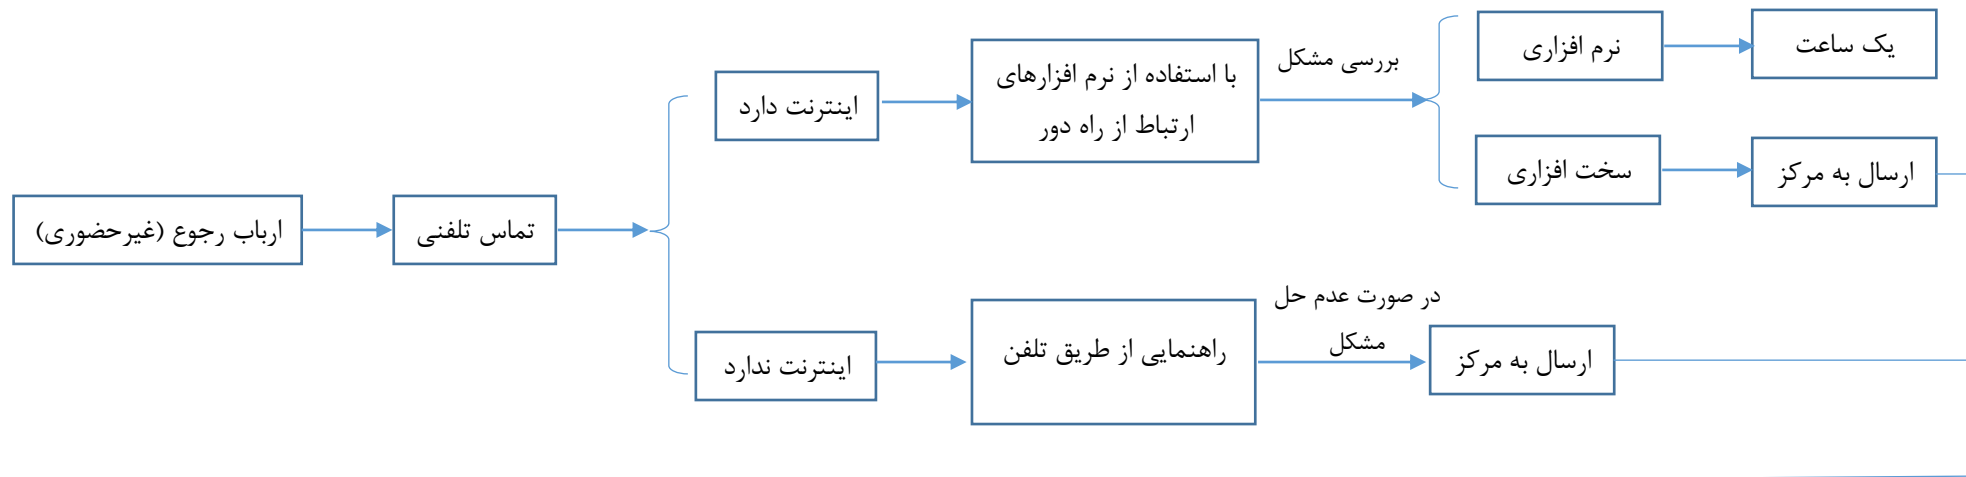 ارباب رجوع (غیرحضوری)
تماس تلفنی
اینترنت دارد
با استفاده از نرم افزارهای
ارتباط از راه دور
بررسی مشکل
نرم افزاری
یک ساعت
سخت افزاری
ارسال به مرکز
اینترنت ندارد
راهنمایی از طریق تلفن
در صورت عدم حل
مشکل
ارسال به مرکز